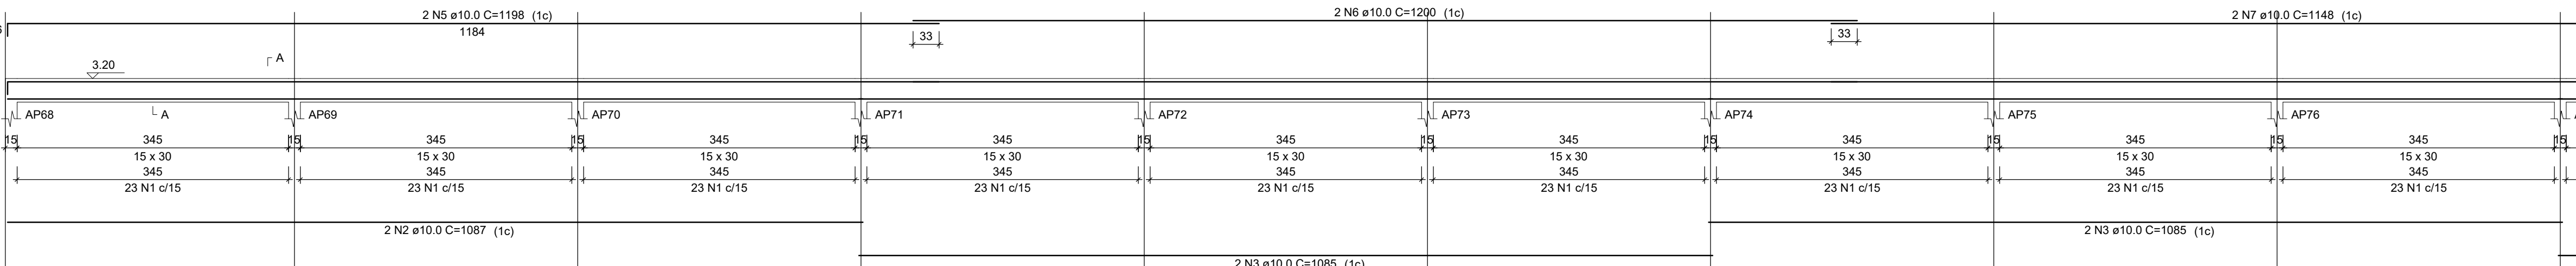 2 N5 ø10.0 C=1198 (1c)
2 N6 ø10.0 C=1200 (1c)
2 N7 ø10.0 C=1148 (1c)
1184
33
33
A
3.20
AP68
A
AP69
AP70
AP71
AP72
AP73
AP74
AP75
AP76
15 345 15 345 15 345 15 345 15 345 15 345 15 345 15 345 15 345 15
15 x 30 15 x 30 15 x 30 15 x 30 15 x 30 15 x 30 15 x 30 15 x 30 15 x 30
345 345 345 345 345 345 345 345 345
23 N1 c/15 23 N1 c/15 23 N1 c/15 23 N1 c/15 23 N1 c/15 23 N1 c/15 23 N1 c/15 23 N1 c/15 23 N1 c/15
2 N2 ø10.0 C=1087 (1c)
2 N3 ø10.0 C=1085 (1c)
2 N3 ø10.0 C=1085 (1c)